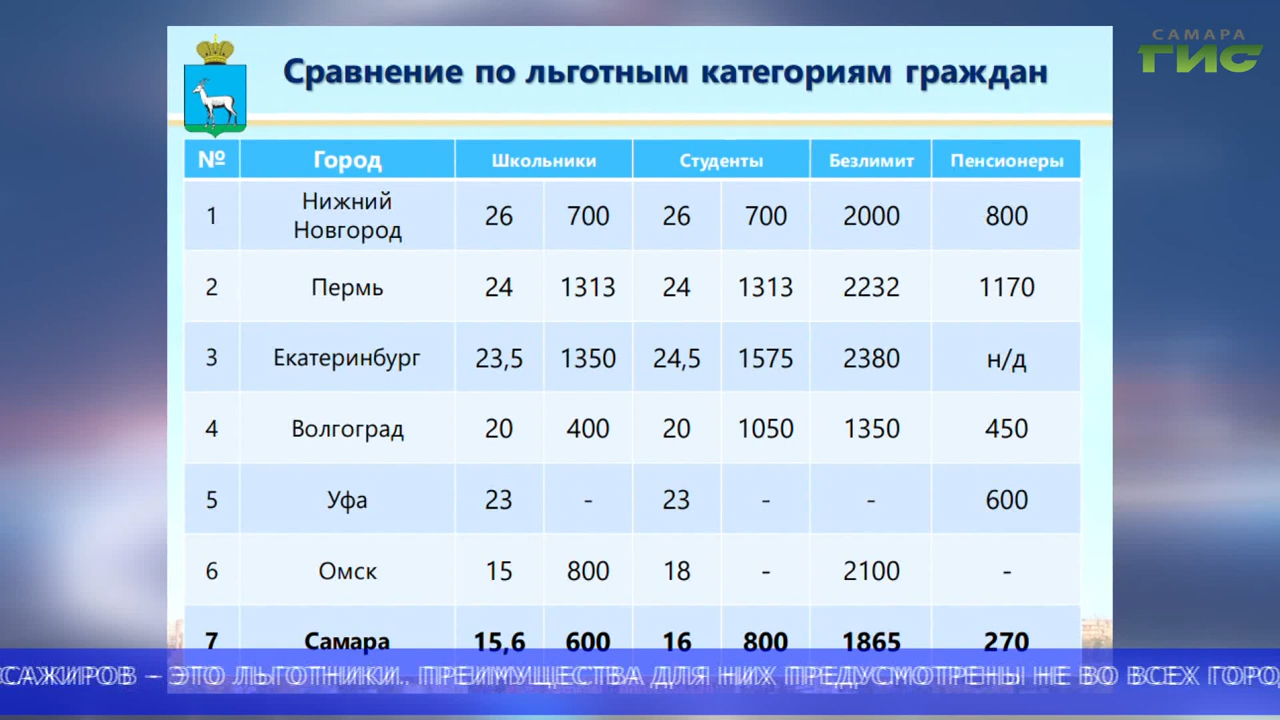 САМАРА
ГИС
Сравнение по льготным категориям граждан
№ Город Школьники Студенты Безлимит Пенсионеры
1 Нижний Новгород 26 700 26 700 2000 800
2 Пермь 24 1313 24 1313 2232 1170
3 Екатеринбург 23,5 1350 24,5 1575 2380 н/д
4 Волгоград 20 400 20 1050 1350 450
5 Уфа 23 - 23 - - 600
6 Омск 15 800 18 - 2100 -
7 Самара 15,6 600 16 800 1865 270
САЖИРОВ – ЭТО ЛЬГОТНИКИ. ПРЕИМУЩЕСТВА ДЛЯ НИХ ПРЕДУСМОТРЕНЫ НЕ ВО ВСЕХ ГОРО